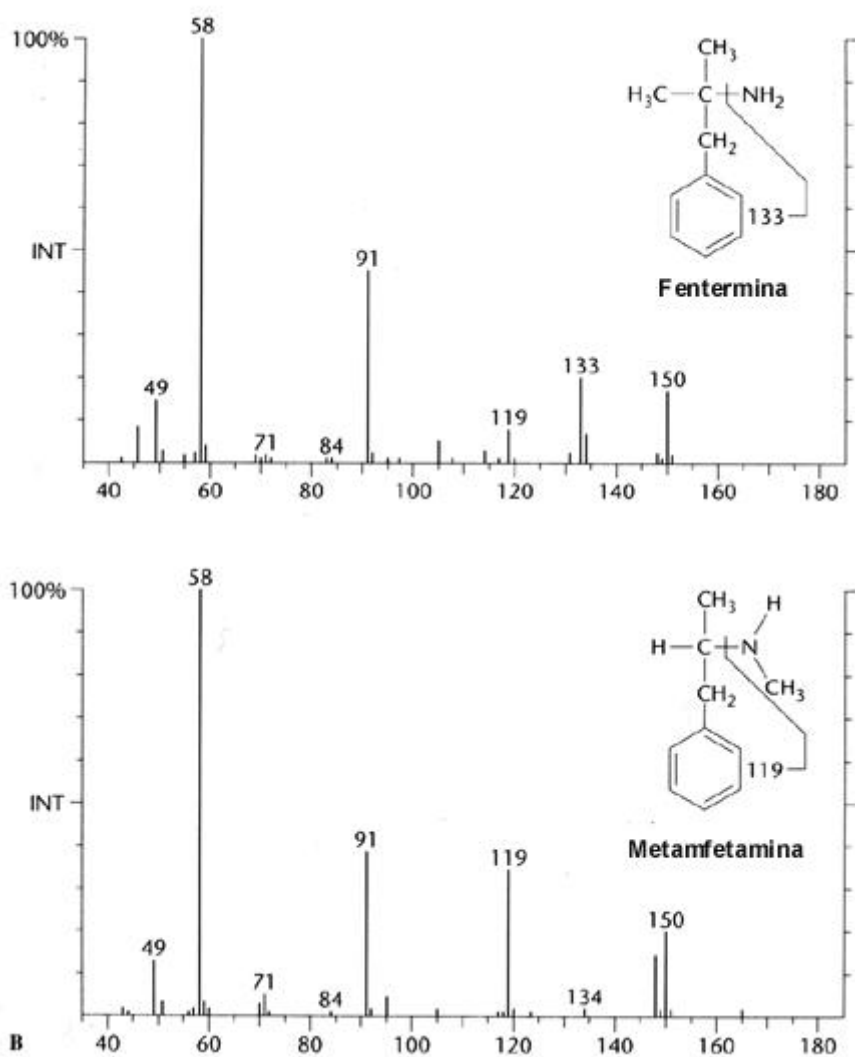 58
100%
CH3
H3C
C
NH2
CH2
91
INT
133
Fentermina
49
133
150
119
71
84
40
60
80
100
120
140
160
180
58
100%
CH3
H
H
C
N
CH3
CH2
119
INT
91
119
Metamfetamina
150
49
71
84
134
B
40
60
80
100
120
140
160
180